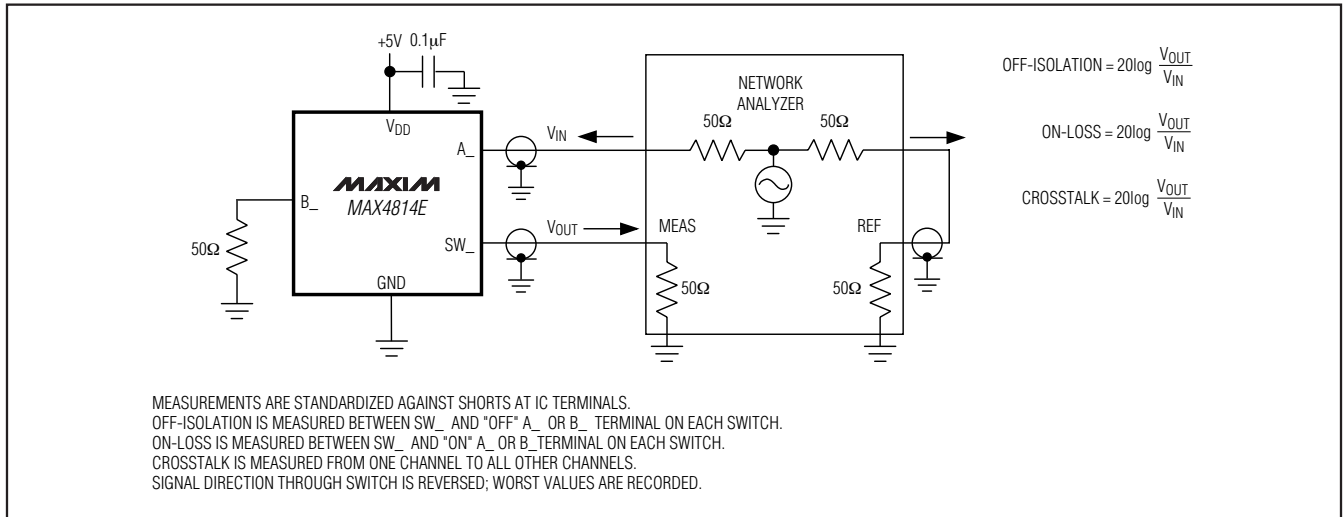 +5V 0.1µF
VDD
A_
MAXIM
MAX4814E
B_
50Ω
SW_
GND
VIN
VOUT
NETWORK
ANALYZER
50Ω 50Ω
MEAS REF
50Ω 50Ω
OFF-ISOLATION = 20log VOUT
VIN
ON-LOSS = 20log VOUT
VIN
CROSSTALK = 20log VOUT
VIN
MEASUREMENTS ARE STANDARDIZED AGAINST SHORTS AT IC TERMINALS.
OFF-ISOLATION IS MEASURED BETWEEN SW_ AND "OFF" A_ OR B_ TERMINAL ON EACH SWITCH.
ON-LOSS IS MEASURED BETWEEN SW_ AND "ON" A_ OR B_TERMINAL ON EACH SWITCH.
CROSSTALK IS MEASURED FROM ONE CHANNEL TO ALL OTHER CHANNELS.
SIGNAL DIRECTION THROUGH SWITCH IS REVERSED; WORST VALUES ARE RECORDED.